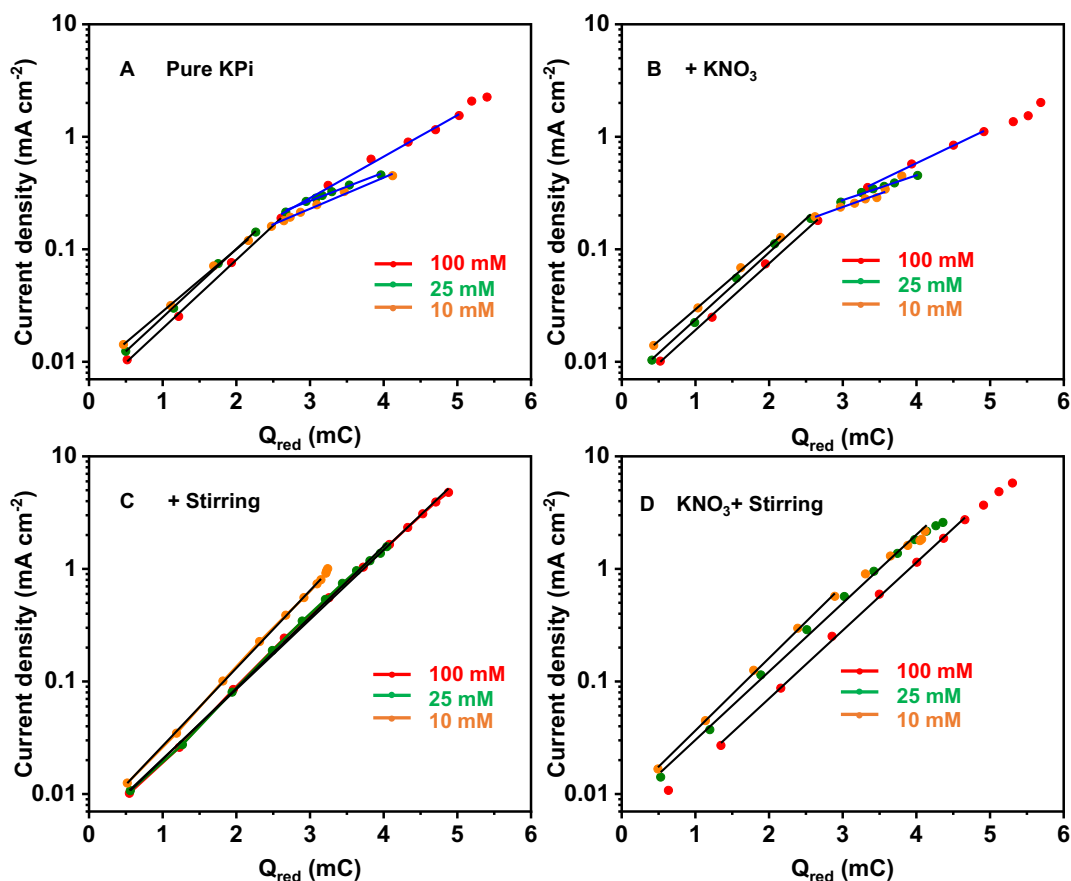 A Pure KPi
10
1
0.1
0.01
Current density (mA cm⁻²)
100 mM
25 mM
10 mM
0 1 2 3 4 5 6
Q_red (mC)
B + KNO₃
10
1
0.1
0.01
Current density (mA cm⁻²)
100 mM
25 mM
10 mM
0 1 2 3 4 5 6
Q_red (mC)
C + Stirring
10
1
0.1
0.01
Current density (mA cm⁻²)
100 mM
25 mM
10 mM
0 1 2 3 4 5 6
Q_red (mC)
D KNO₃+ Stirring
10
1
0.1
0.01
Current density (mA cm⁻²)
100 mM
25 mM
10 mM
0 1 2 3 4 5 6
Q_red (mC)